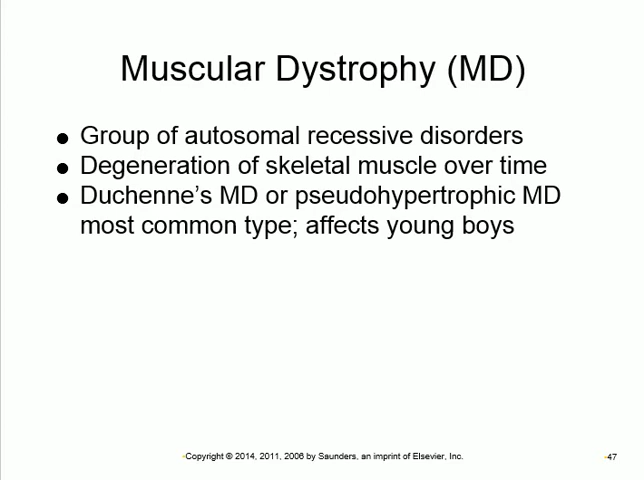 Muscular Dystrophy (MD)
● Group of autosomal recessive disorders
● Degeneration of skeletal muscle over time
● Duchenne’s MD or pseudohypertrophic MD
most common type; affects young boys
•Copyright © 2014, 2011, 2006 by Saunders, an imprint of Elsevier, Inc.
•47